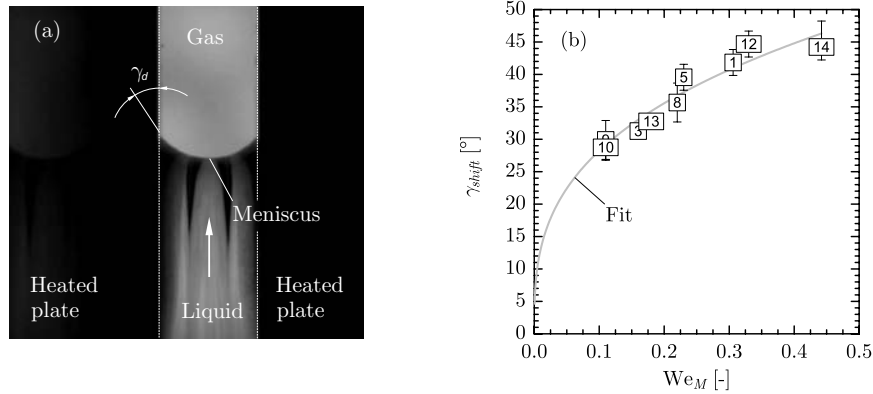 (a)
Gas
γd
Meniscus
Heated
plate
Liquid
Heated
plate
(b)
50
45
40
35
30
25
20
15
10
5
0
γshift [°]
12
14
1
5
8
3
13
10
Fit
0.0 0.1 0.2 0.3 0.4 0.5
WeM [-]